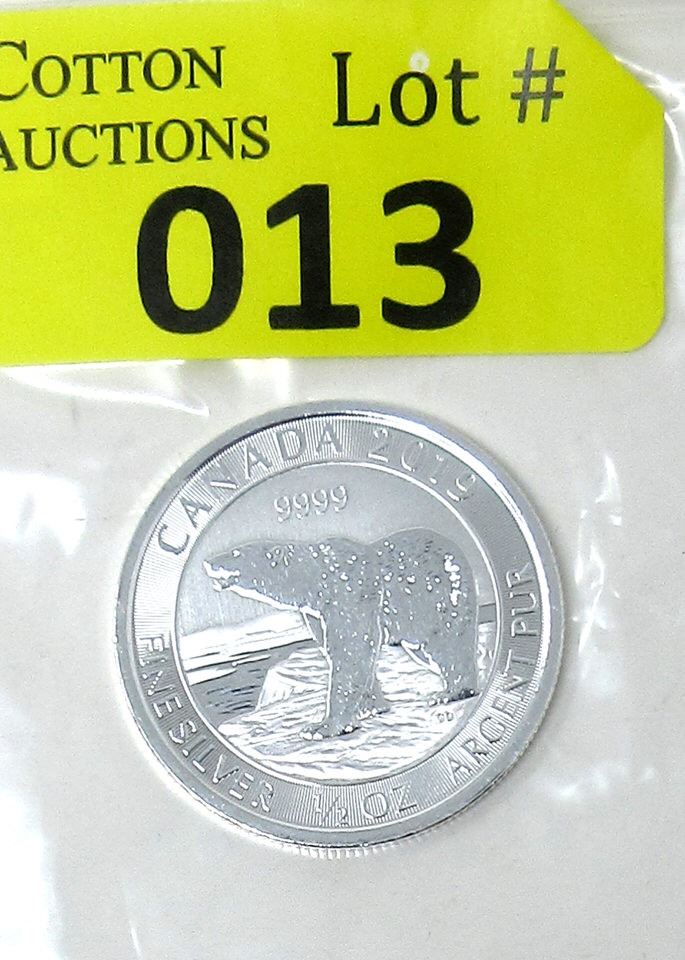 COTTON
AUCTIONS
Lot #
013
CANADA 2019
9999
FINE SILVER ½ OZ ARGENT PUR